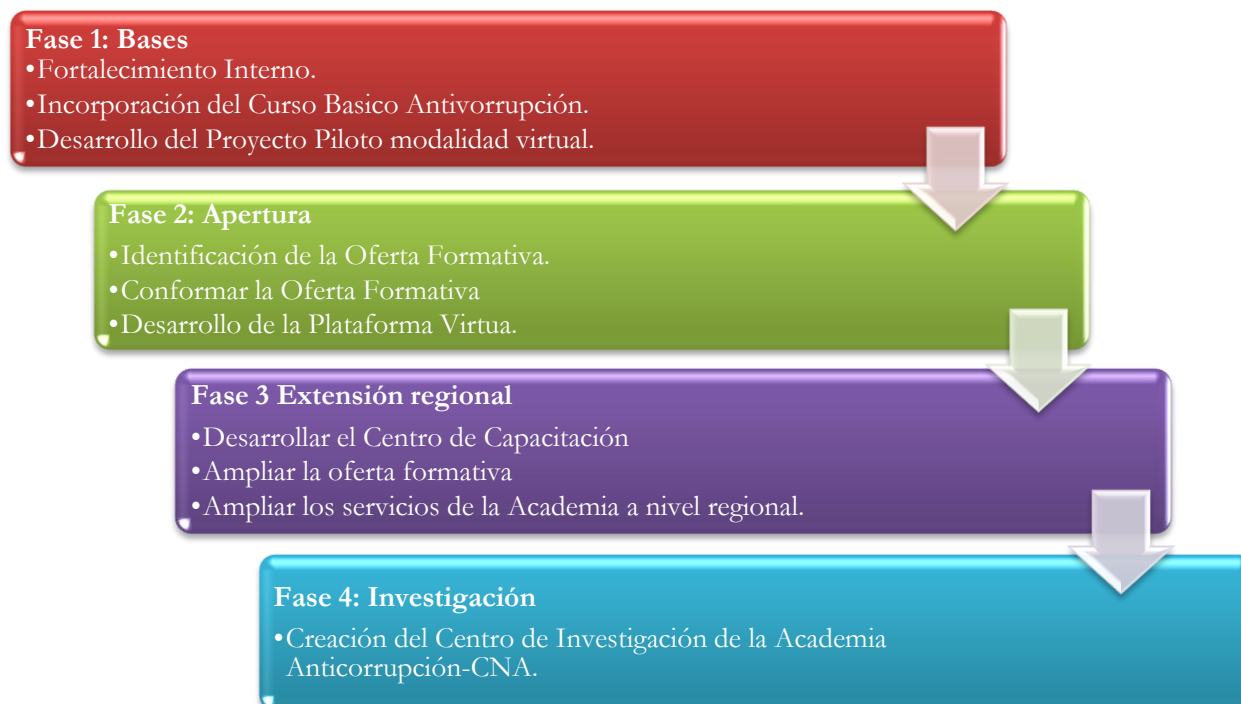 Fase 1: Bases
•Fortalecimiento Interno.
•Incorporación del Curso Basico Antivorrupción.
•Desarrollo del Proyecto Piloto modalidad virtual.
Fase 2: Apertura
•Identificación de la Oferta Formativa.
•Conformar la Oferta Formativa
•Desarrollo de la Plataforma Virtua.
Fase 3 Extensión regional
•Desarrollar el Centro de Capacitación
•Ampliar la oferta formativa
•Ampliar los servicios de la Academia a nivel regional.
Fase 4: Investigación
•Creación del Centro de Investigación de la Academia
Anticorrupción-CNA.